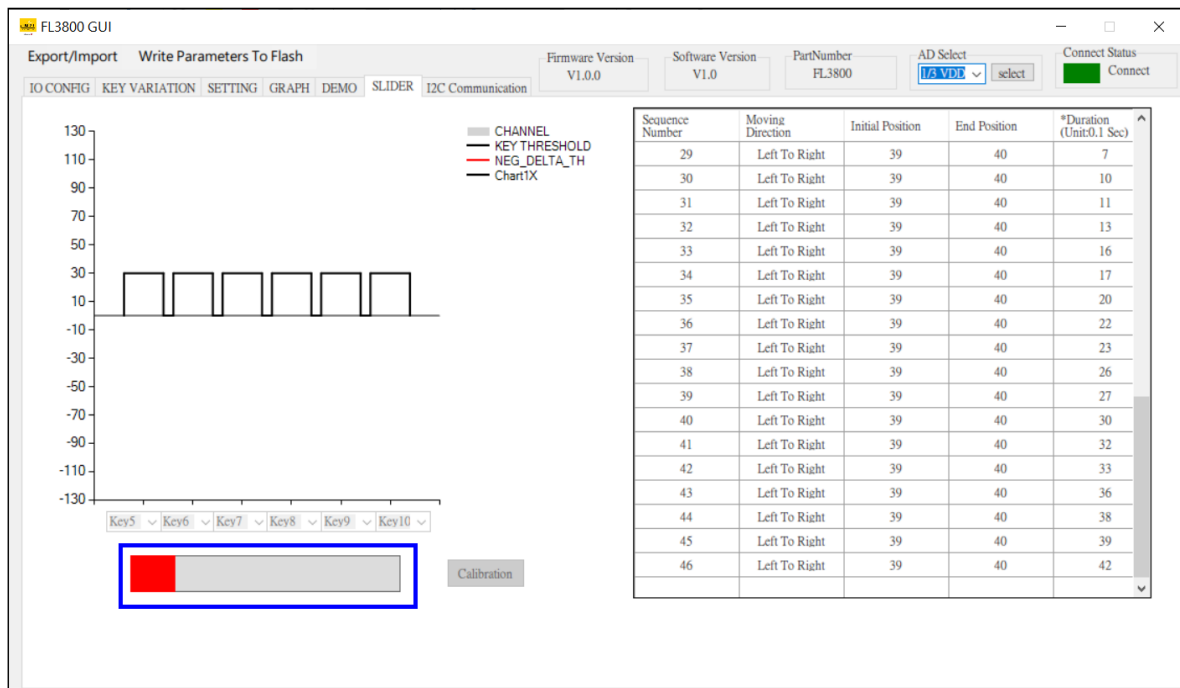 FL3800 GUI
Export/Import Write Parameters To Flash
Firmware Version
V1.0.0
Software Version
V1.0
PartNumber
FL3800
AD Select
1/3 VDD select
Connect Status
Connect
IO CONFIG KEY VARIATION SETTING GRAPH DEMO SLIDER I2C Communication
CHANNEL
KEY THRESHOLD
NEG_DELTA_TH
Chart1X
130
110
90
70
50
30
10
-10
-30
-50
-70
-90
-110
-130
Key5 Key6 Key7 Key8 Key9 Key10
Calibration
Sequence Number Moving Direction Initial Position End Position *Duration (Unit:0.1 Sec)
29 Left To Right 39 40 7
30 Left To Right 39 40 10
31 Left To Right 39 40 11
32 Left To Right 39 40 13
33 Left To Right 39 40 16
34 Left To Right 39 40 17
35 Left To Right 39 40 20
36 Left To Right 39 40 22
37 Left To Right 39 40 23
38 Left To Right 39 40 26
39 Left To Right 39 40 27
40 Left To Right 39 40 30
41 Left To Right 39 40 32
42 Left To Right 39 40 33
43 Left To Right 39 40 36
44 Left To Right 39 40 38
45 Left To Right 39 40 39
46 Left To Right 39 40 42